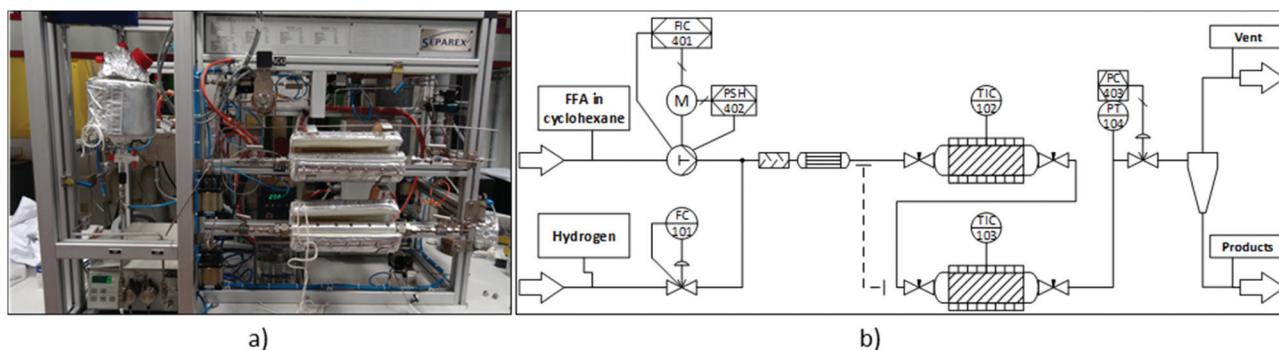 SEPAREX
FIC
401
M
PSH
402
FFA in
cyclohexane
Hydrogen
FC
101
TIC
102
TIC
103
PC
403
PT
104
Vent
Products
a)
b)